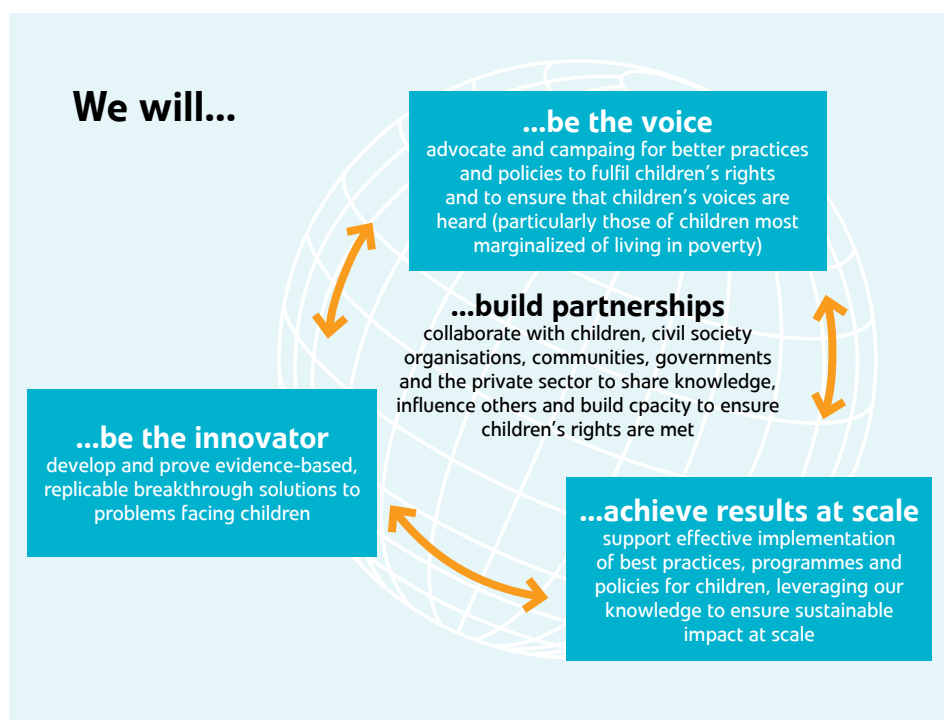 We will...
...be the voice
advocate and campaing for better practices
and policies to fulfil children’s rights
and to ensure that children’s voices are
heard (particularly those of children most
marginalized of living in poverty)
...build partnerships
collaborate with children, civil society
organisations, communities, governments
and the private sector to share knowledge,
influence others and build cpacity to ensure
children’s rights are met
...be the innovator
develop and prove evidence-based,
replicable breakthrough solutions to
problems facing children
...achieve results at scale
support effective implementation
of best practices, programmes and
policies for children, leveraging our
knowledge to ensure sustainable
impact at scale